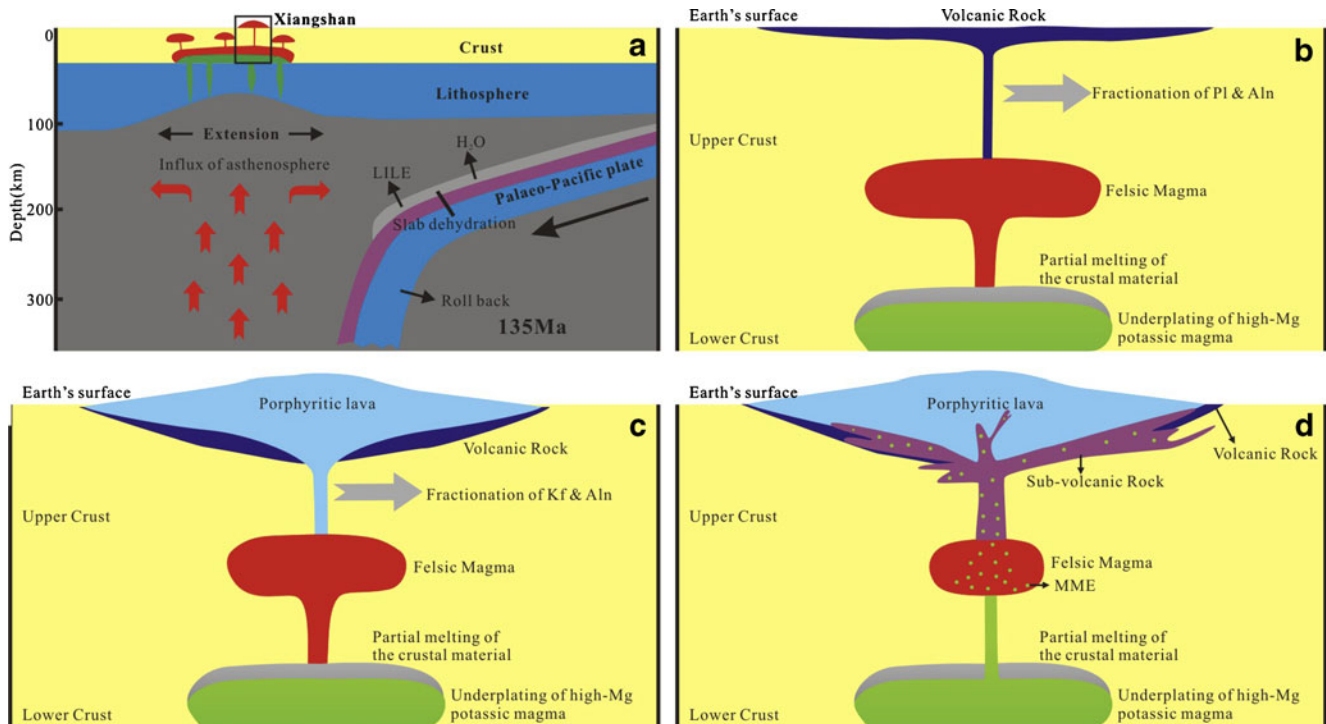 Xiangshan
a
0
100
200
300
Depth(km)
Crust
Lithosphere
Extension
Influx of asthenosphere
H₂O
LILE
Palaeo-Pacific plate
Slab dehydration
Roll back
135Ma
Earth's surface
Volcanic Rock
b
Fractionation of Pl & Aln
Upper Crust
Felsic Magma
Partial melting of
the crustal material
Underplating of high-Mg
potassic magma
Lower Crust
Earth's surface
Porphyritic lava
c
Volcanic Rock
Fractionation of Kf & Aln
Upper Crust
Felsic Magma
Partial melting of
the crustal material
Underplating of high-Mg
potassic magma
Lower Crust
Earth's surface
Porphyritic lava
d
Volcanic Rock
Sub-volcanic Rock
Upper Crust
Felsic Magma
MME
Partial melting of
the crustal material
Underplating of high-Mg
potassic magma
Lower Crust